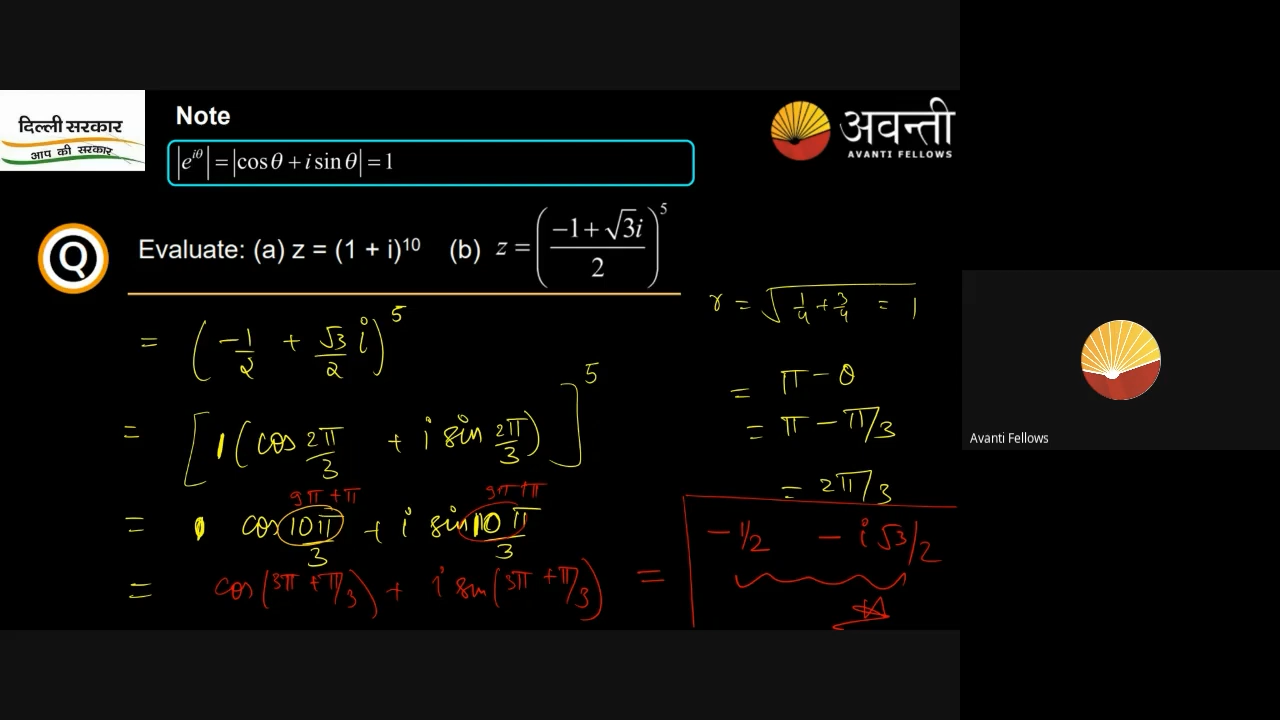 दिल्ली सरकार
आप की सरकार
Note
|e^{iθ}| = |cosθ + i sinθ| = 1
अवन्ती
AVANTI FELLOWS
Q Evaluate: (a) z = (1 + i)^{10} (b) z = ((-1 + √3i)/2)^5
= (-1/2 + √3/2 i)^5
= [1(cos 2π/3 + i sin 2π/3)]^5
9π+π 9π+π
= 1 cos 10π/3 + i sin 10π/3
= cos(3π + π/3) + i sin(3π + π/3) = -1/2 - i√3/2
r = √(1/4 + 3/4 = 1
= π - θ
= π - π/3
= 2π/3
Avanti Fellows